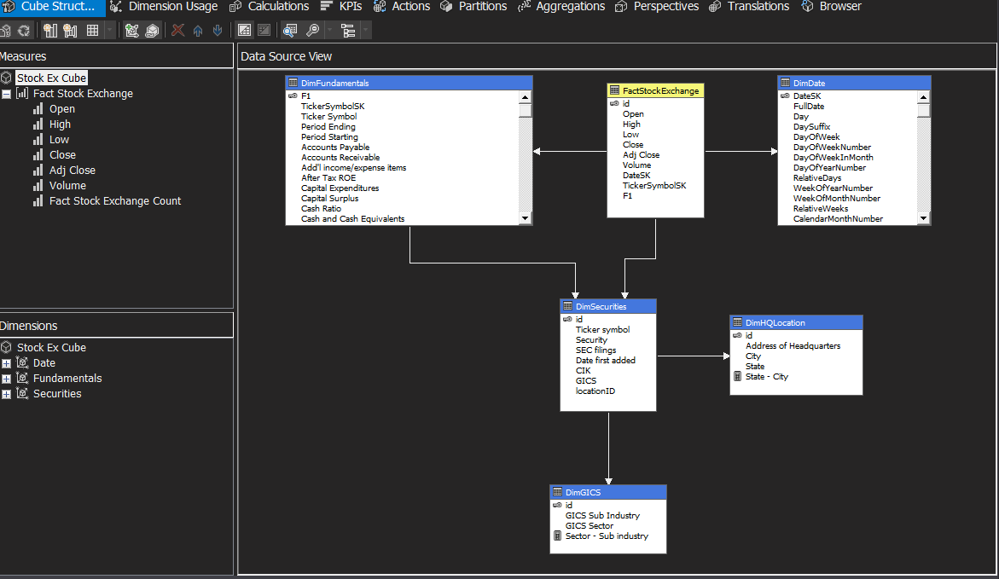 Cube Struct...
Dimension Usage
Calculations
KPIs
Actions
Partitions
Aggregations
Perspectives
Translations
Browser
Measures
Stock Ex Cube
Fact Stock Exchange
Open
High
Low
Close
Adj Close
Volume
Fact Stock Exchange Count
Dimensions
Stock Ex Cube
Date
Fundamentals
Securities
Data Source View
DimFundamentals
F1
TickerSymbolSK
Ticker Symbol
Period Ending
Period Starting
Accounts Payable
Accounts Receivable
Add'l income/expense items
After Tax ROE
Capital Expenditures
Capital Surplus
Cash Ratio
Cash and Cash Equivalents
FactStockExchange
id
Open
High
Low
Close
Adj Close
Volume
DateSK
TickerSymbolSK
F1
DimDate
DateSK
FullDate
Day
DaySuffix
DayOfWeek
DayOfWeekNumber
DayOfWeekInMonth
DayOfYearNumber
RelativeDays
WeekOfYearNumber
WeekOfMonthNumber
RelativeWeeks
CalendarMonthNumber
DimSecurities
id
Ticker symbol
Security
SEC filings
Date first added
CIK
GICS
locationID
DimHQLocation
id
Address of Headquarters
City
State
State - City
DimGICS
id
GICS Sub Industry
GICS Sector
Sector - Sub industry